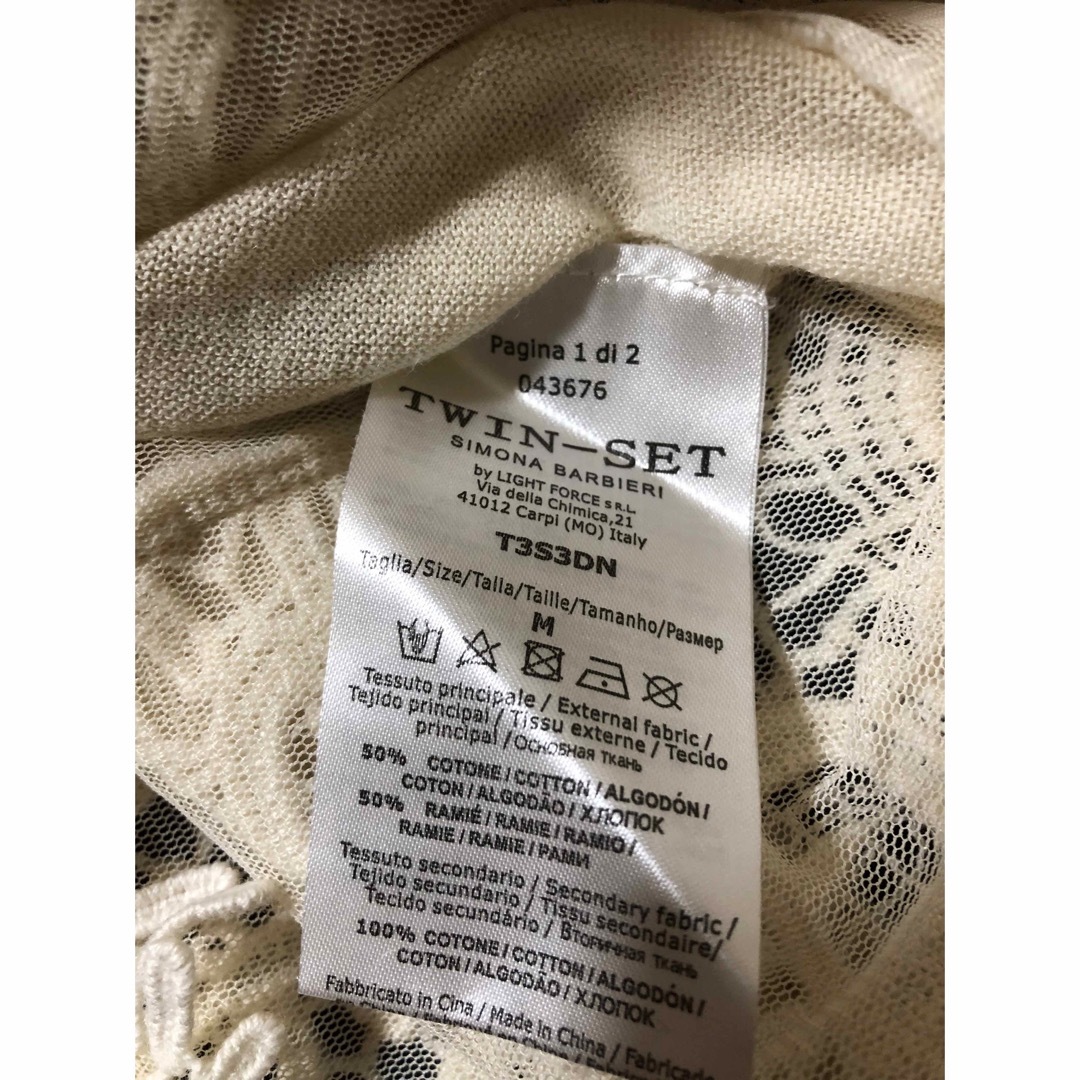 Pagina 1 di 2
043676
TWIN—SET
SIMONA BARBIERI
by LIGHT FORCE S R.L.
Via della Chimica,21
41012 Carpi (MO) Italy
T3S3DN
Taglia/Size/Talla/Taille/Tamanho/Размер
M
Tessuto principale / External fabric /
Tejido principal / Tissu externe / Tecido
principal /Основная ткань
50% COTONE / COTTON / ALGODÓN /
COTON / ALGODÃO / ХЛОПОК
50% RAMIÉ / RAMIE / RAMIO /
RAMIE / RAMIE / РАМИ
Tessuto secondario / Secondary fabric /
Tejido secundario / Tissu secondaire/
Tecido secundário / Вторичная ткань
100% COTONE / COTTON / ALGODÓN /
COTON / ALGODÃO / ХЛОПОК
Fabbricato in Cina / Made in China / Fabricado